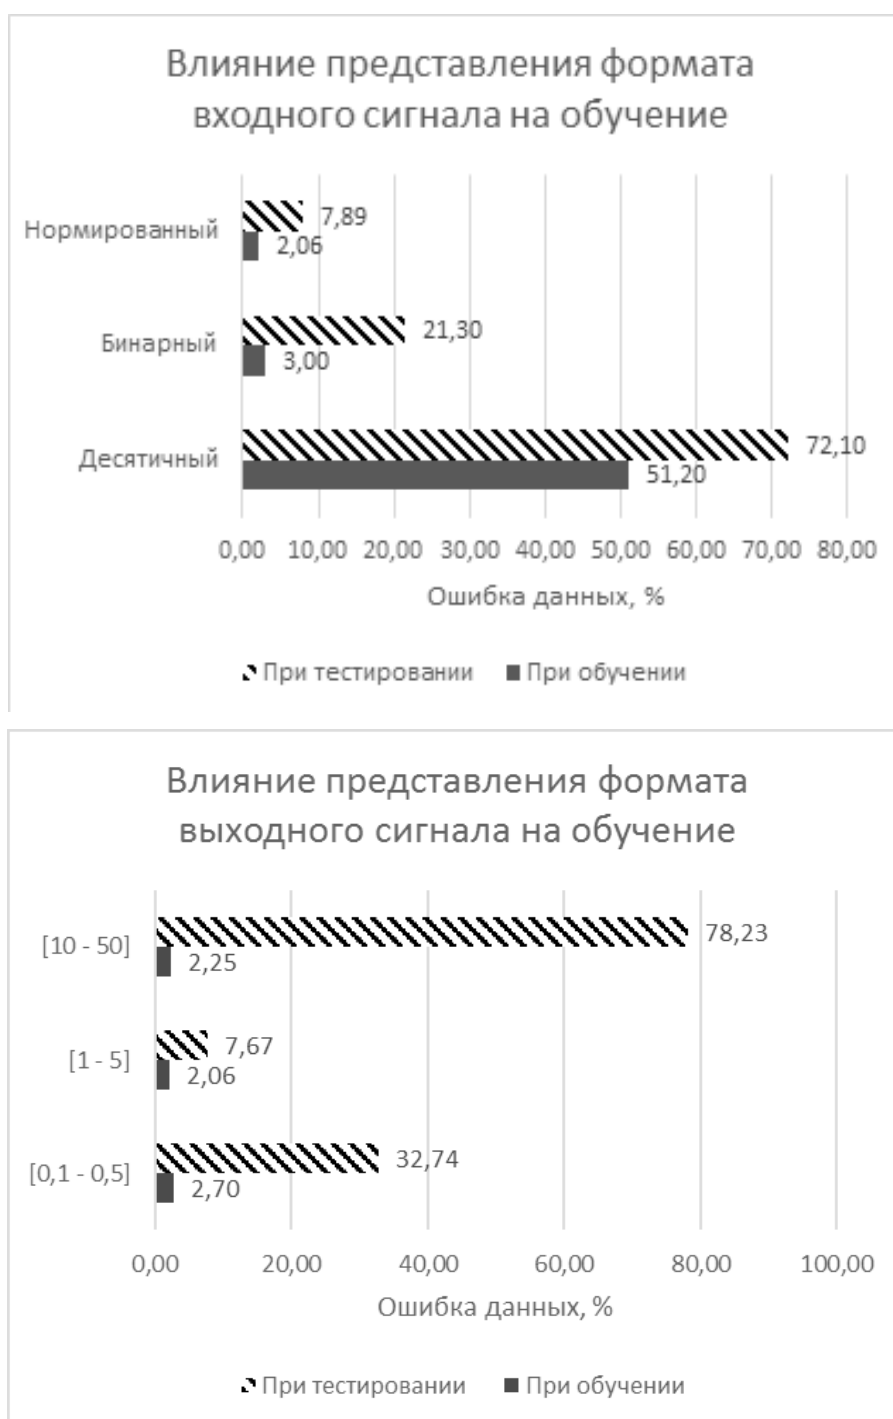 Влияние представления формата
входного сигнала на обучение
Нормированный
7,89
2,06
Бинарный
21,30
3,00
Десятичный
72,10
51,20
0,00 10,00 20,00 30,00 40,00 50,00 60,00 70,00 80,00
Ошибка данных, %
При тестировании При обучении
Влияние представления формата
выходного сигнала на обучение
[10 - 50]
78,23
2,25
[1 - 5]
7,67
2,06
[0,1 - 0,5]
32,74
2,70
0,00 20,00 40,00 60,00 80,00 100,00
Ошибка данных, %
При тестировании При обучении